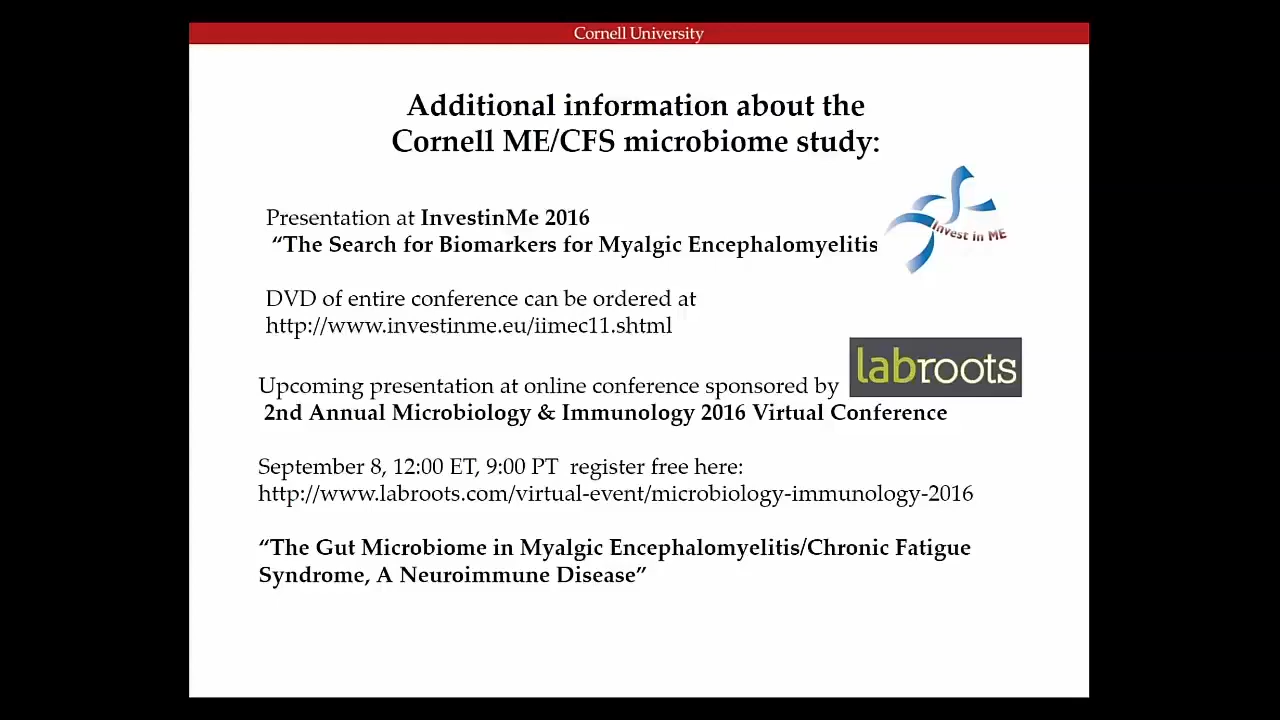 Cornell University
Additional information about the
Cornell ME/CFS microbiome study:
Presentation at InvestinMe 2016
“The Search for Biomarkers for Myalgic Encephalomyelitis
Invest in ME
DVD of entire conference can be ordered at
http://www.investinme.eu/iimec11.shtml
Upcoming presentation at online conference sponsored by labroots
2nd Annual Microbiology & Immunology 2016 Virtual Conference
September 8, 12:00 ET, 9:00 PT register free here:
http://www.labroots.com/virtual-event/microbiology-immunology-2016
“The Gut Microbiome in Myalgic Encephalomyelitis/Chronic Fatigue
Syndrome, A Neuroimmune Disease”